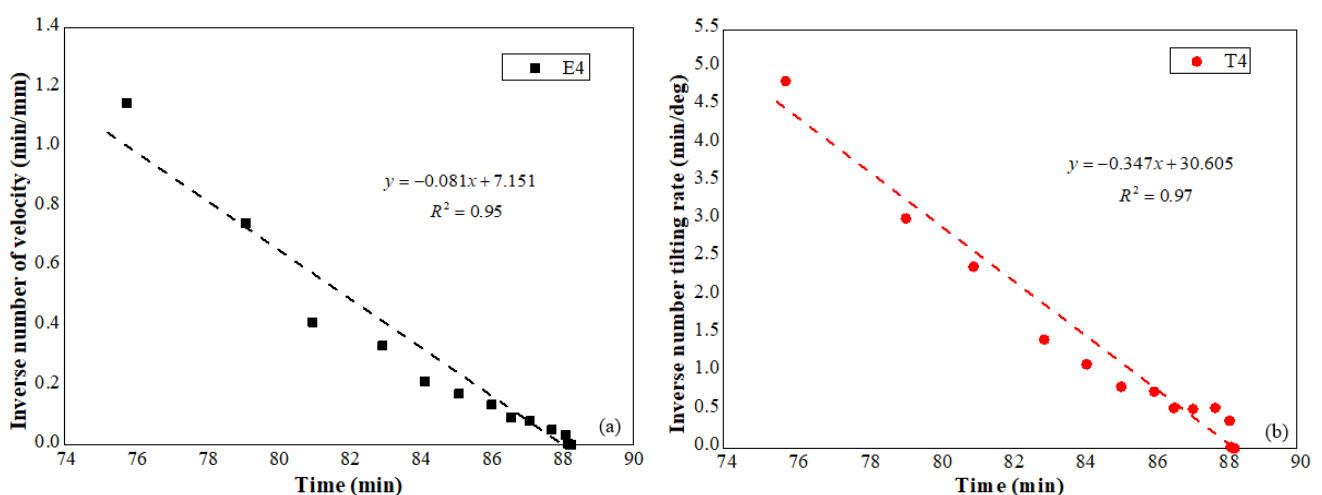 Inverse number of velocity (min/mm)
1.4
1.2
1.0
0.8
0.6
0.4
0.2
0.0
E4
y = −0.081x + 7.151
R² = 0.95
(a)
74 76 78 80 82 84 86 88 90
Time (min)
Inverse number tilting rate (min/deg)
5.5
5.0
4.5
4.0
3.5
3.0
2.5
2.0
1.5
1.0
0.5
0.0
T4
y = −0.347x + 30.605
R² = 0.97
(b)
74 76 78 80 82 84 86 88 90
Time (min)